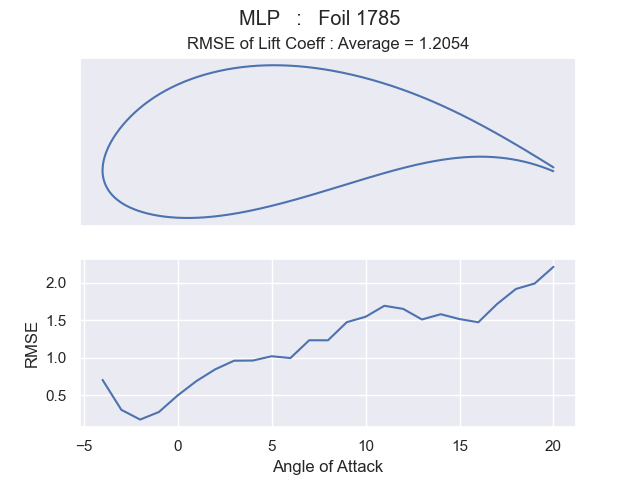 MLP : Foil 1785
RMSE of Lift Coeff : Average = 1.2054
2.0
1.5
1.0
0.5
RMSE
−5 0 5 10 15 20
Angle of Attack